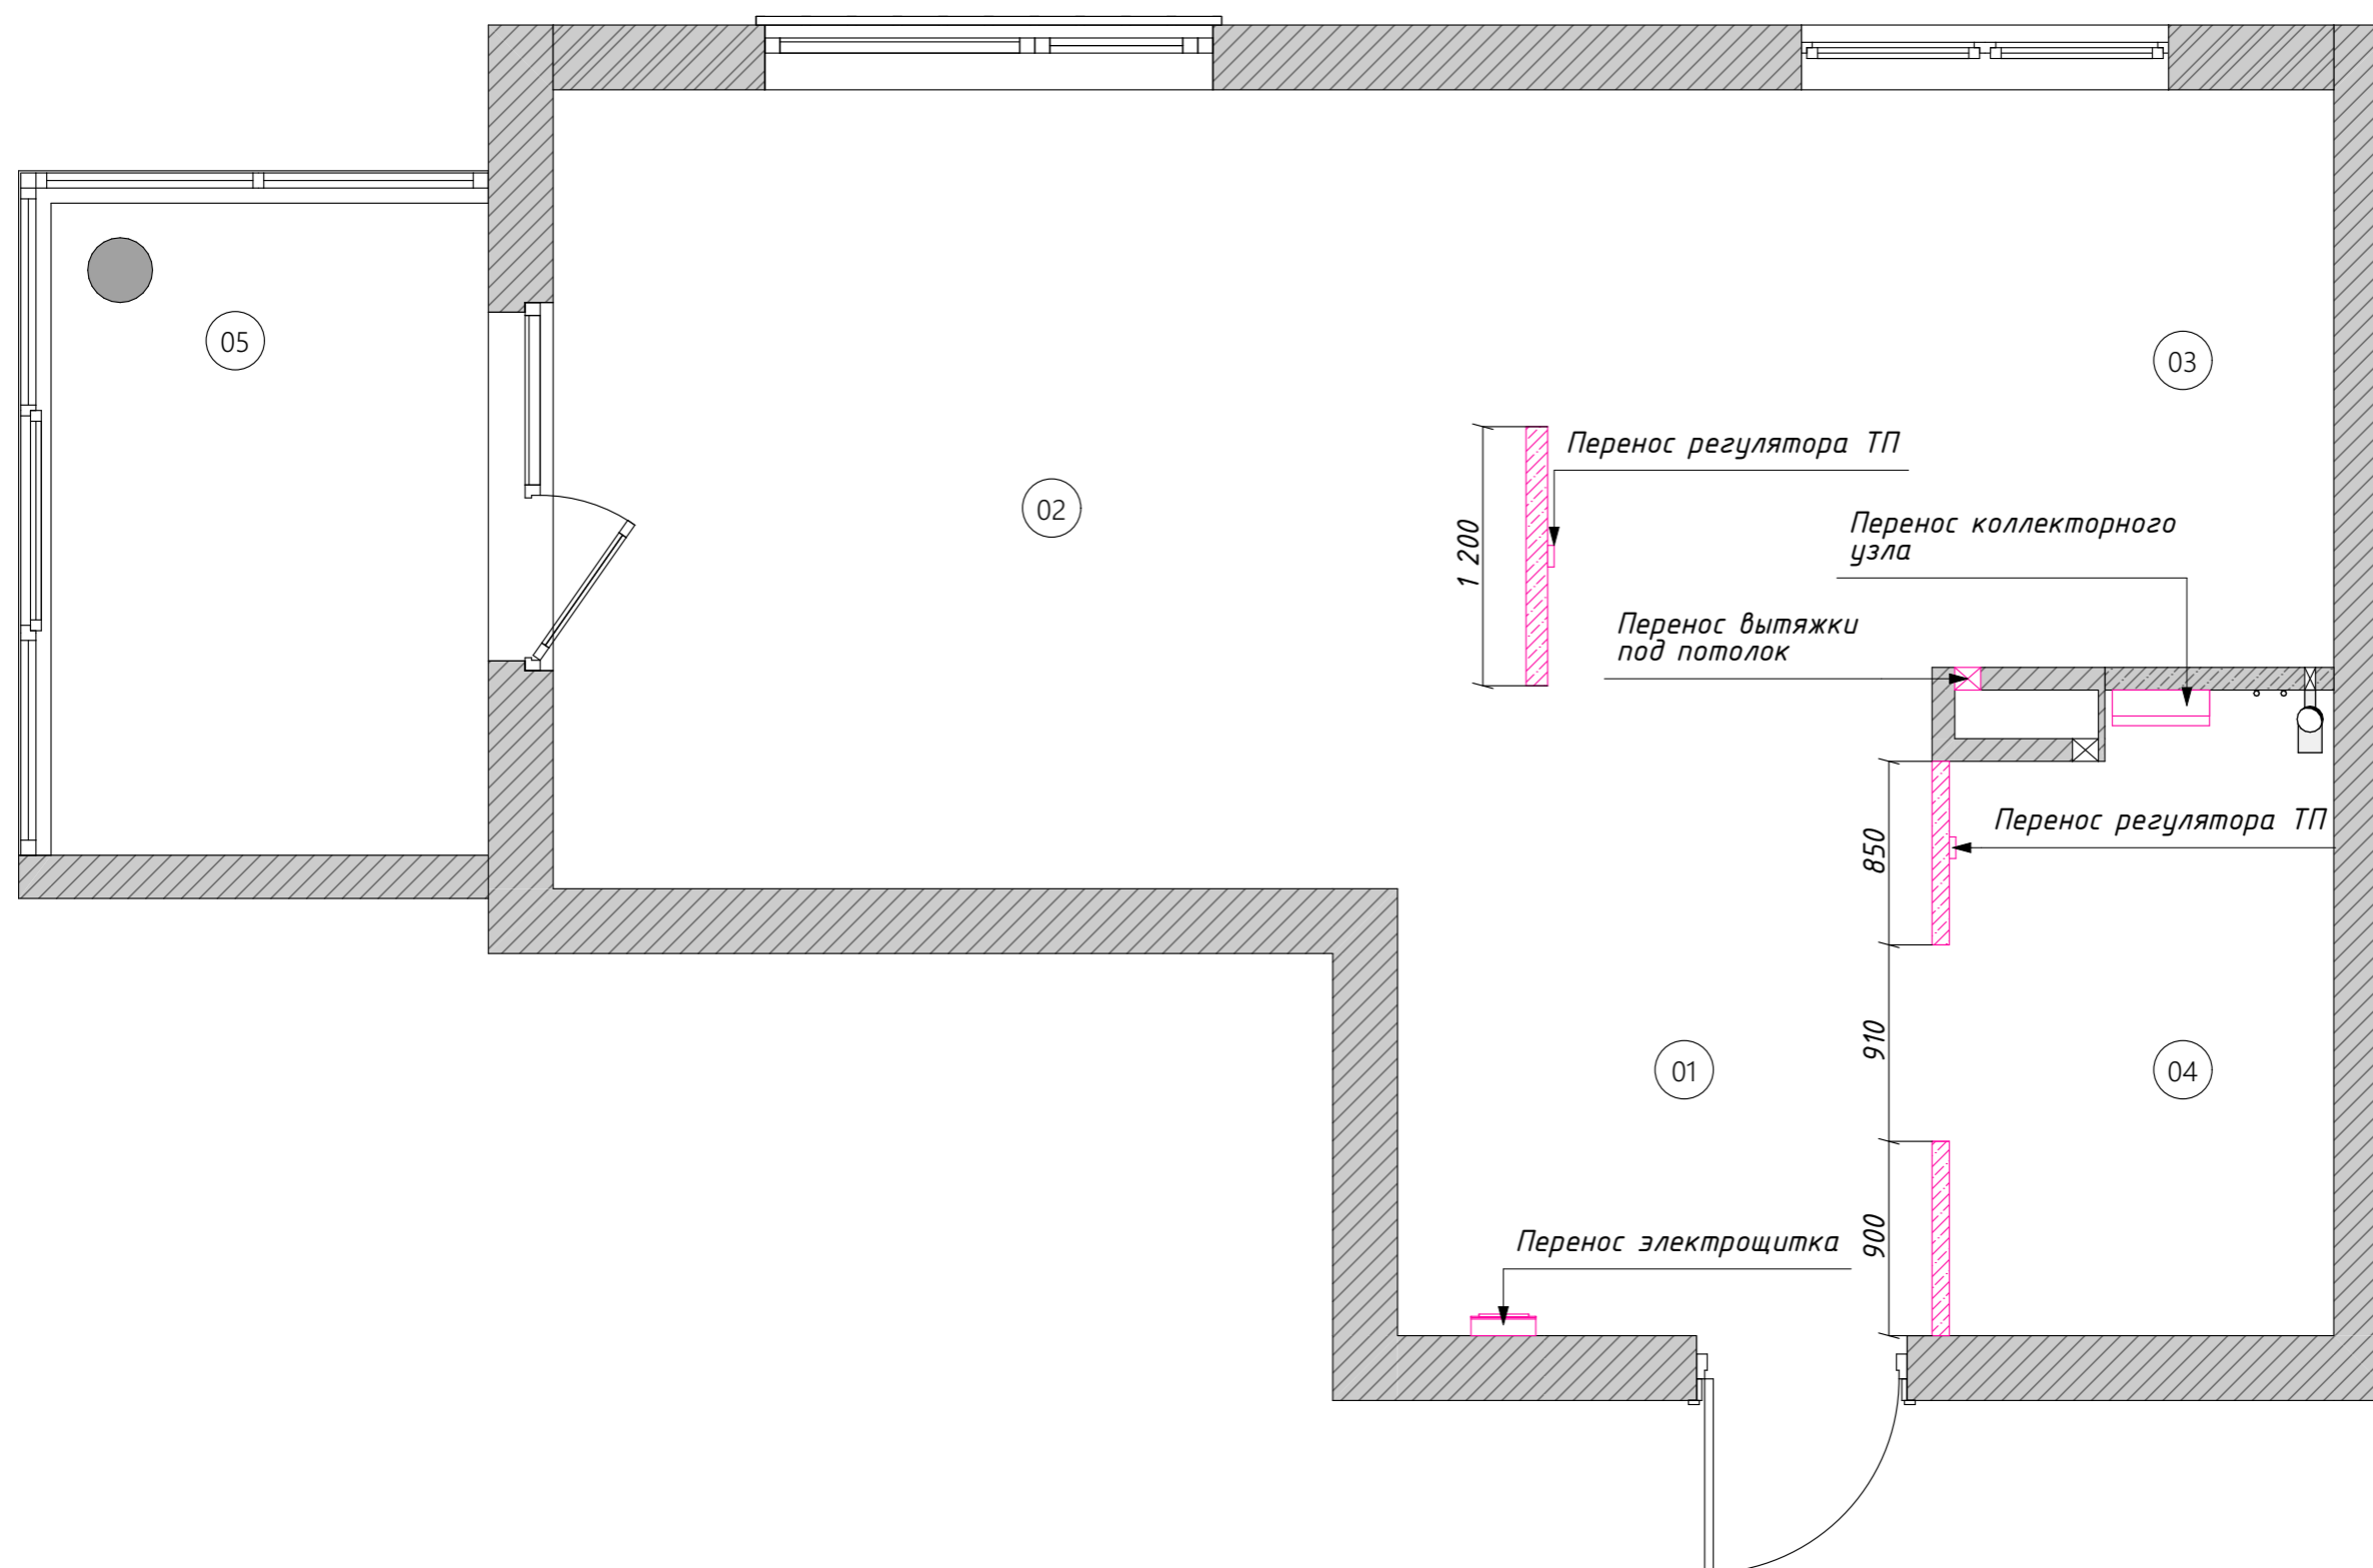 05
03
Перенос регулятора ТП
02
Перенос коллекторного
узла
1 200
Перенос вытяжки
под потолок
Перенос регулятора ТП
850
910
01
04
900
Перенос электрощитка